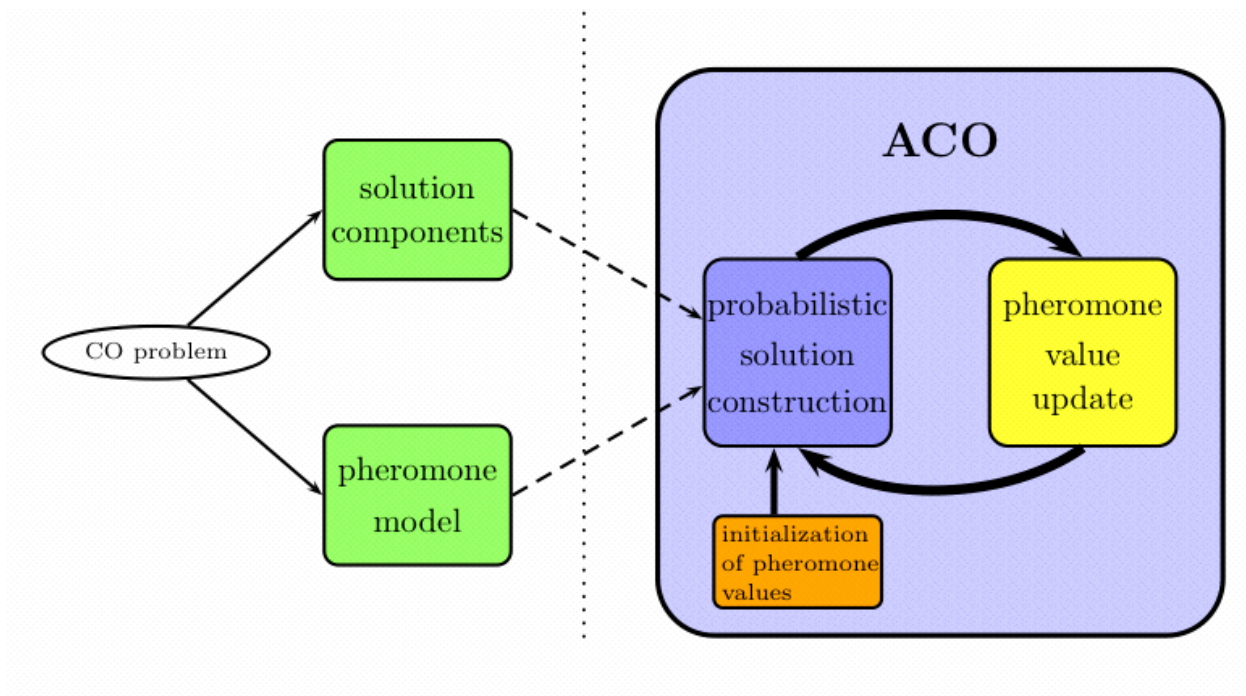 ACO
solution
components
CO problem
pheromone
model
probabilistic
solution
construction
pheromone
value
update
initialization
of pheromone
values